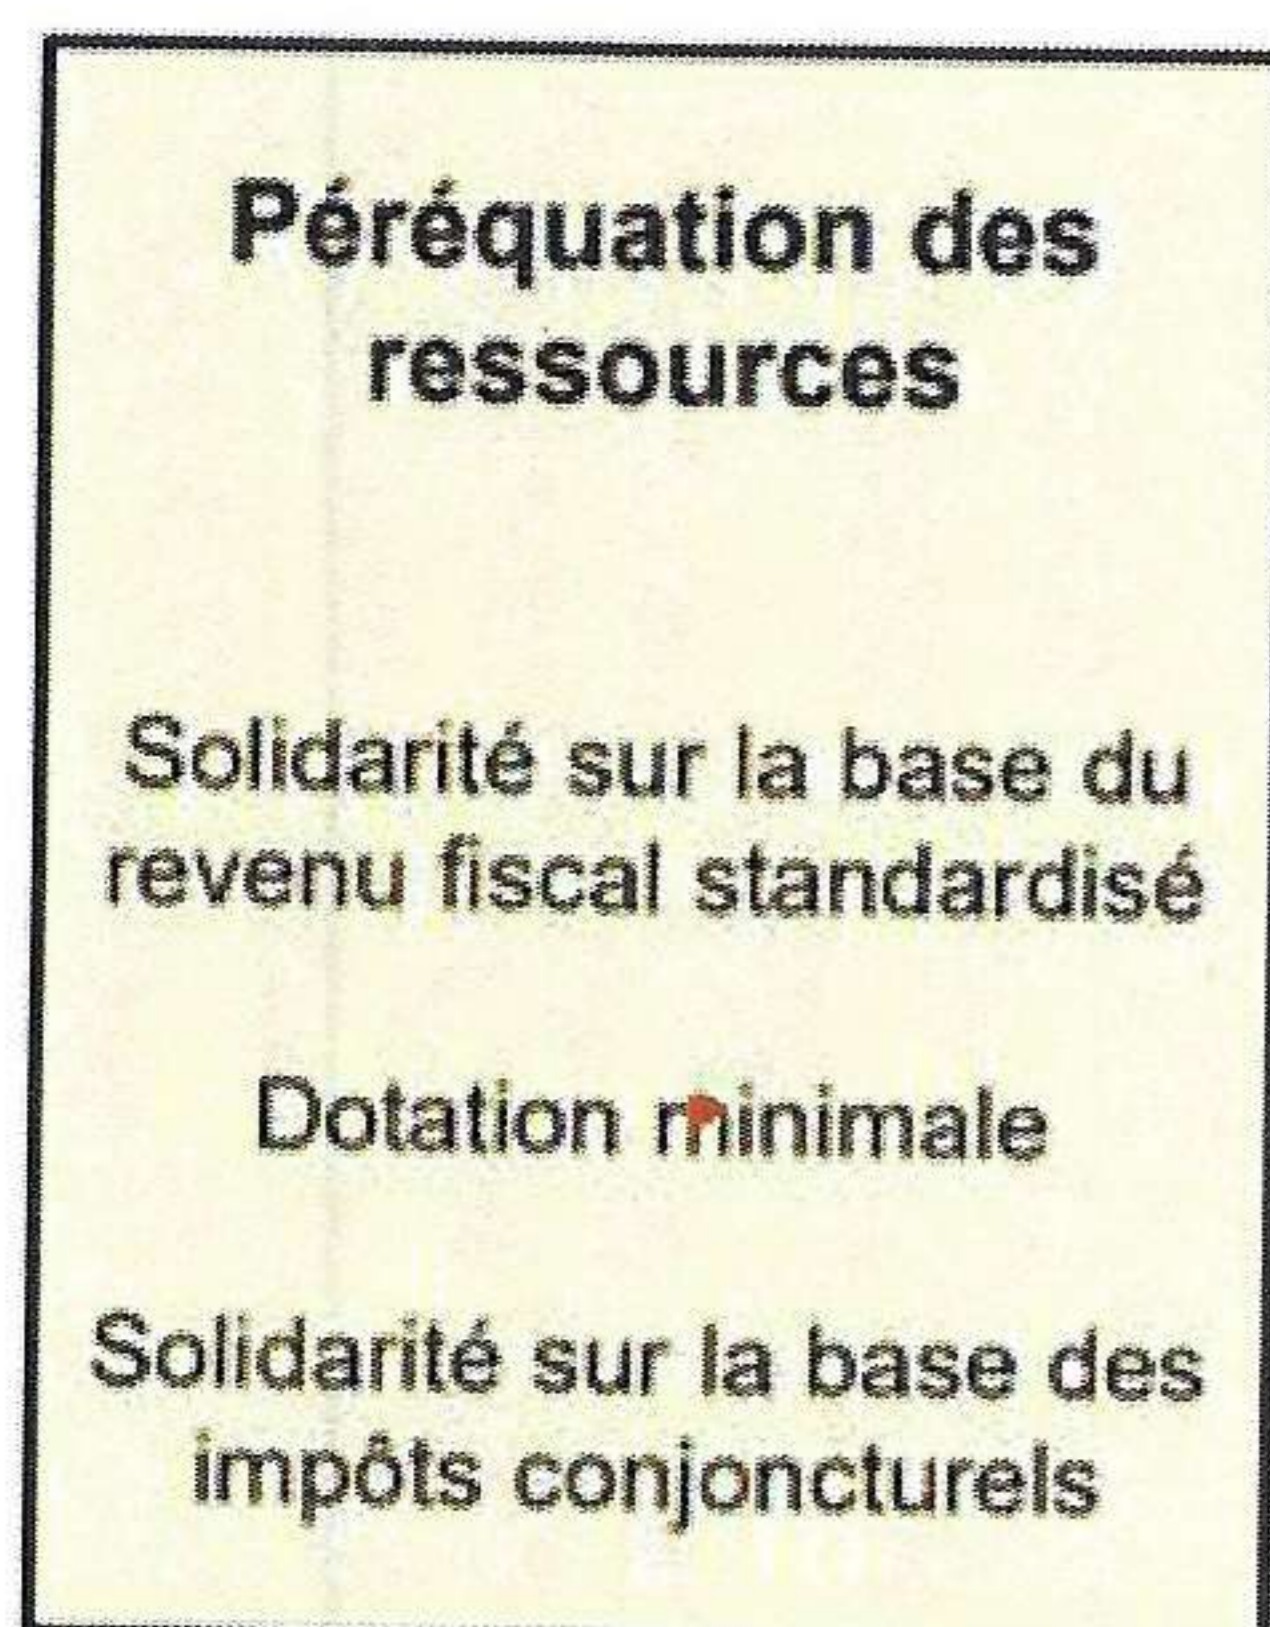 Péréquation des
ressources
Solidarité sur la base du
revenu fiscal standardisé
Dotation minimale
Solidarité sur la base des
impôts conjoncturels